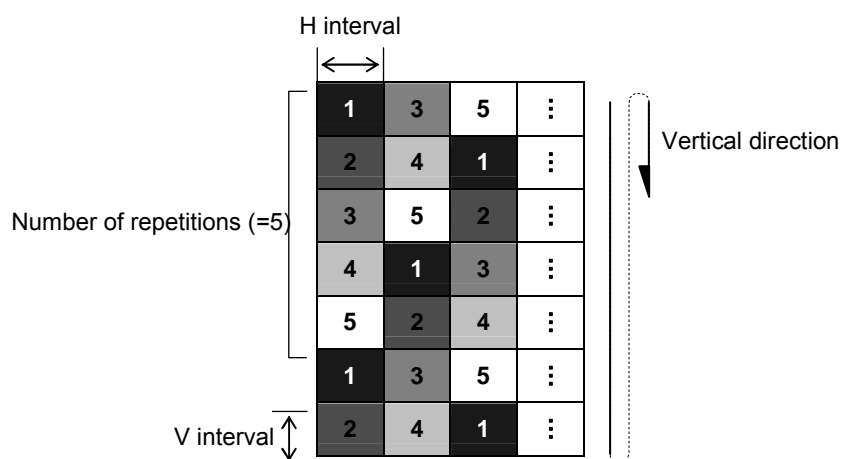 H interval
1 3 5 ⋮
2 4 1 ⋮
Vertical direction
3 5 2 ⋮
Number of repetitions (=5)
4 1 3 ⋮
5 2 4 ⋮
1 3 5 ⋮
2 4 1 ⋮
V interval